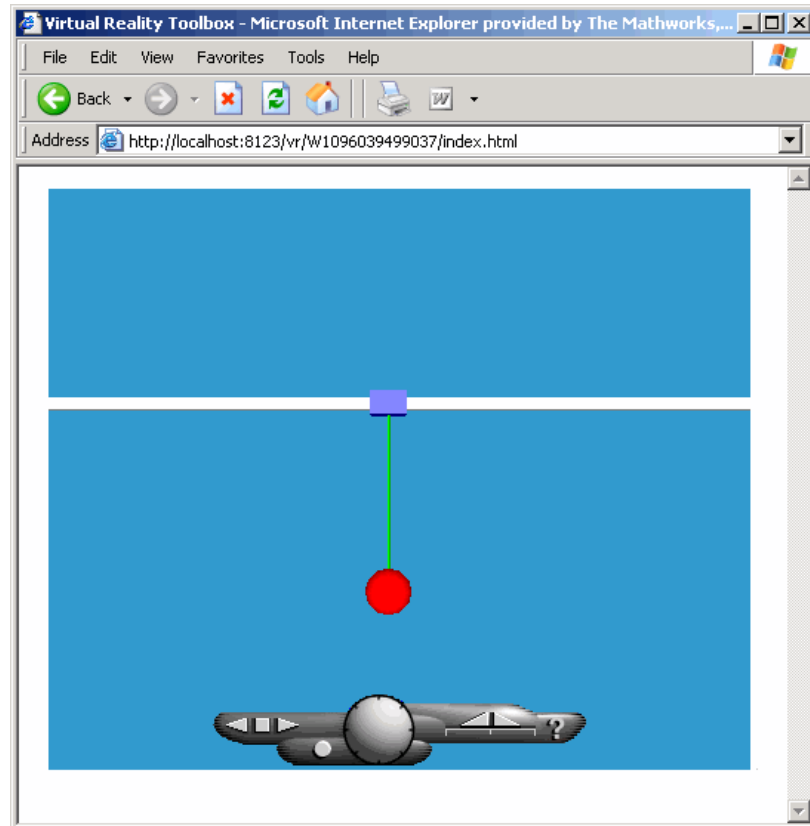 Virtual Reality Toolbox - Microsoft Internet Explorer provided by The Mathworks,...
File Edit View Favorites Tools Help
Back
Address http://localhost:8123/vr/W1096039499037/index.html
?